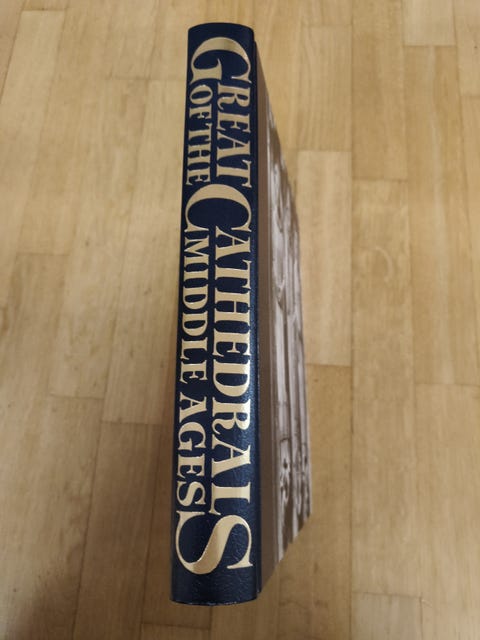 GREAT CATHEDRALS
OF THE MIDDLE AGES